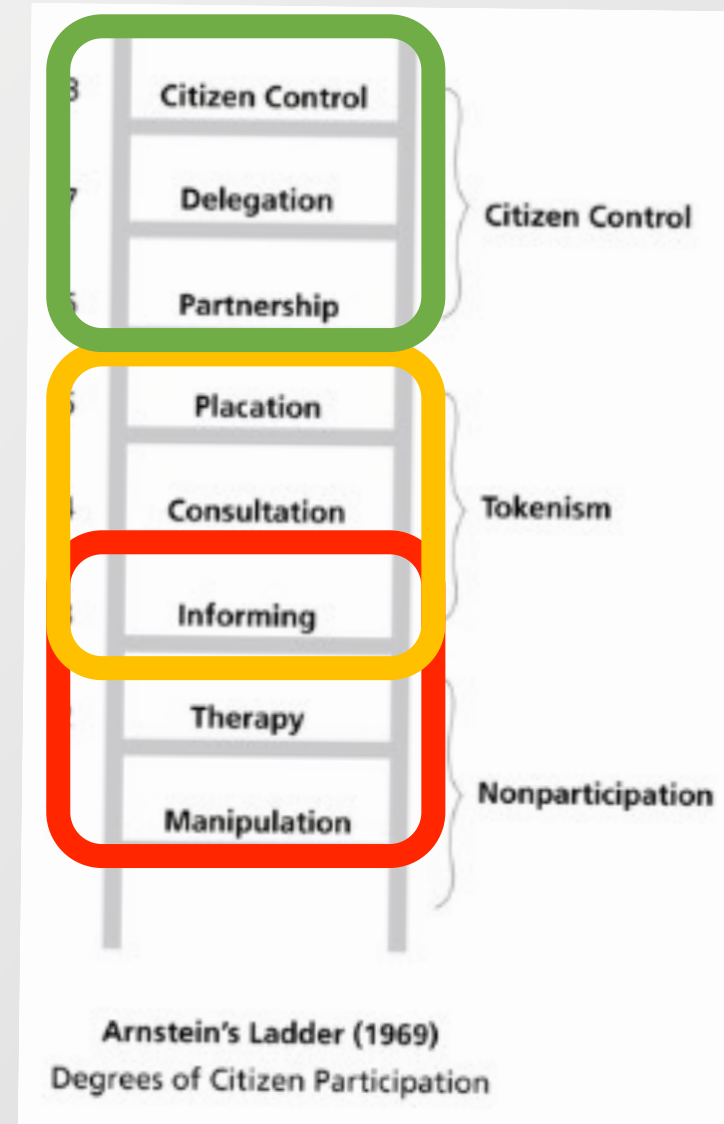 Citizen Control
Delegation
Citizen Control
Partnership
Placation
Consultation
Tokenism
Informing
Therapy
Nonparticipation
Manipulation
Arnstein's Ladder (1969)
Degrees of Citizen Participation